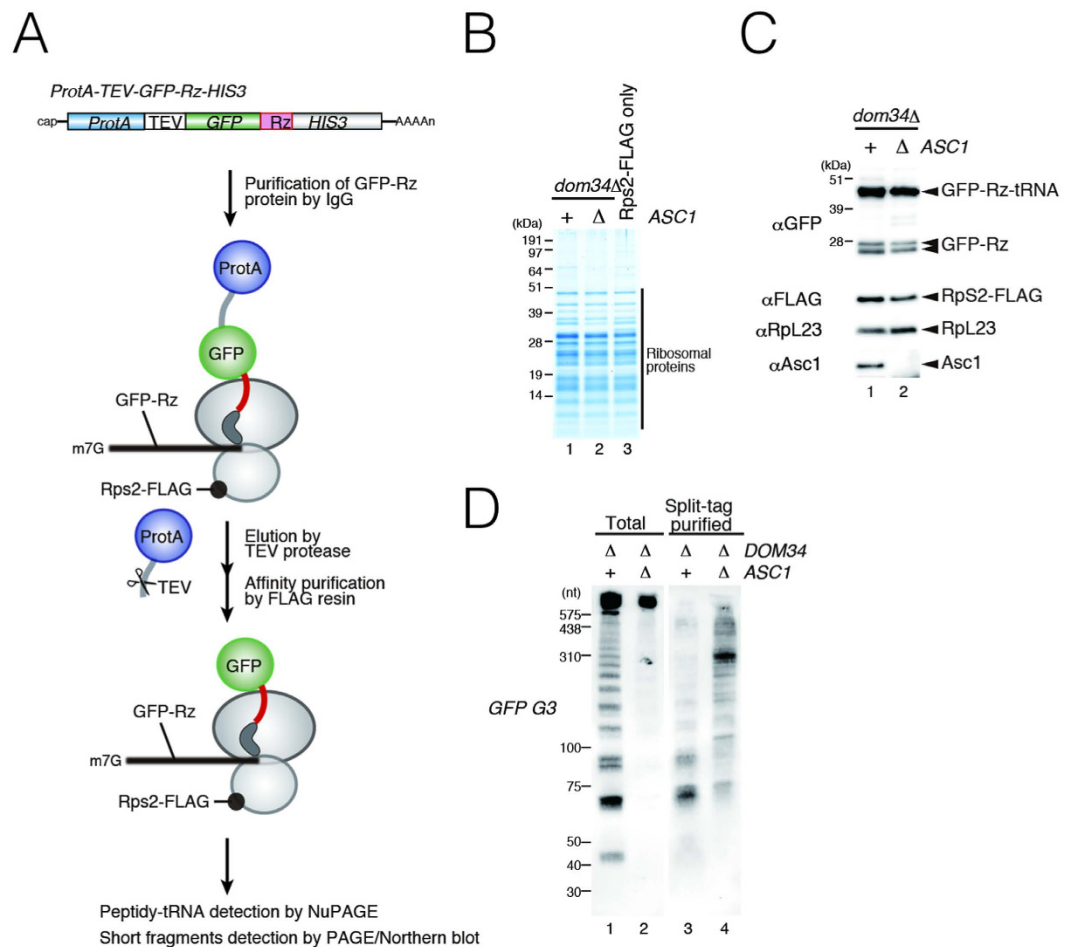 A
ProtA-TEV-GFP-Rz-HIS3
cap
ProtA
TEV
GFP
Rz
HIS3
AAAAn
Purification of GFP-Rz
protein by IgG
ProtA
GFP
GFP-Rz
m7G
Rps2-FLAG
ProtA
TEV
Elution by
TEV protease
Affinity purification
by FLAG resin
GFP
GFP-Rz
m7G
Rps2-FLAG
Peptidy-tRNA detection by NuPAGE
Short fragments detection by PAGE/Northern blot
B
dom34Δ
Rps2-FLAG only
+ Δ ASC1
(kDa)
191
97
64
51
39
28
19
14
Ribosomal
proteins
1 2 3
C
dom34Δ
+ Δ ASC1
(kDa)
51
39
28
αGFP
GFP-Rz-tRNA
GFP-Rz
αFLAG RpS2-FLAG
αRpL23 RpL23
αAsc1 Asc1
1 2
D
Total
Split-tag
purified
Δ Δ Δ Δ DOM34
+ Δ + Δ ASC1
(nt)
575
438
310
GFP G3
100
75
50
40
30
1 2 3 4